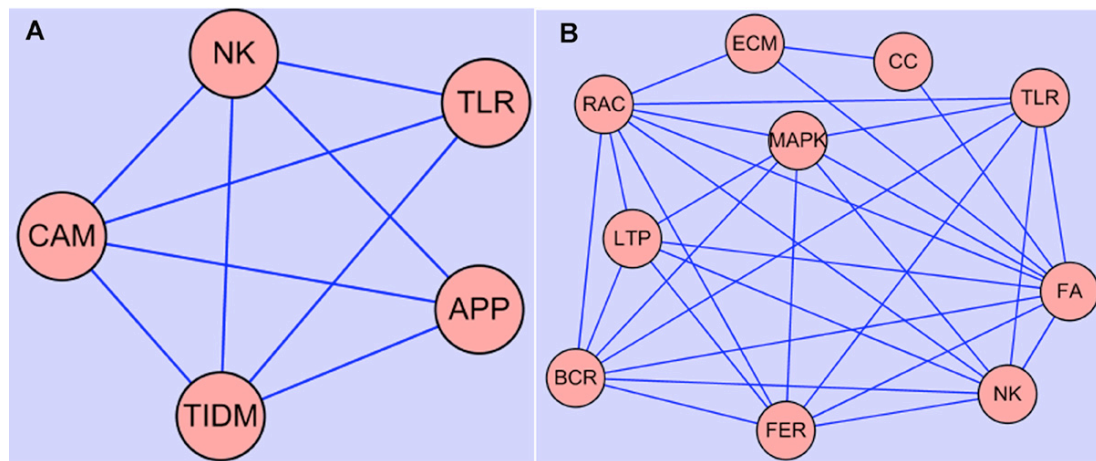 A
NK
TLR
CAM
APP
TIDM
B
ECM
CC
RAC
TLR
MAPK
LTP
FA
BCR
NK
FER